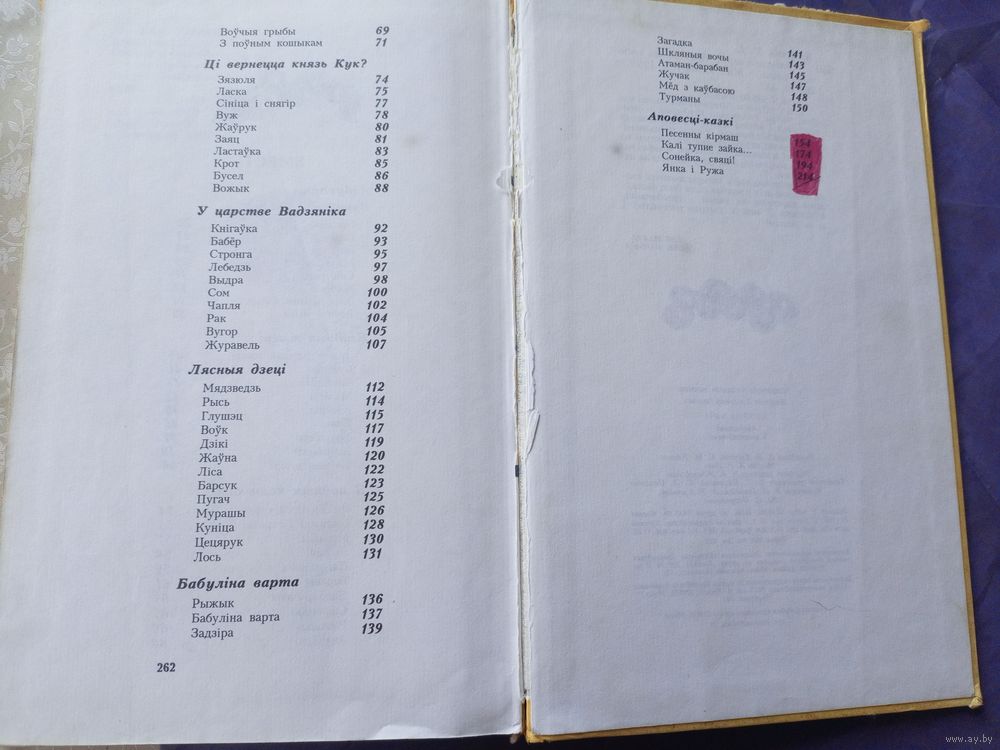 Воўчыя грыбы 69
З поўным кошыкам 71
Ці вернецца князь Кук?
Зязюля 74
Ласка 75
Сініца і снягір 77
Вуж 78
Жаўрук 80
Заяц 81
Ластаўка 83
Крот 85
Бусел 86
Вожык 88
У царстве Вадзяніка
Кнігаўка 92
Бабёр 93
Стронга 95
Лебедзь 97
Выдра 98
Сом 100
Чапля 102
Рак 104
Вугор 105
Журавель 107
Лясныя дзеці
Мядзведзь 112
Рысь 114
Глушэц 115
Воўк 117
Дзікі 119
Жаўна 120
Ліса 122
Барсук 123
Пугач 125
Мурашы 126
Куніца 128
Цецярук 130
Лось 131
Бабуліна варта
Рыжык 136
Бабуліна варта 137
Задзіра 139
262
Загадка 141
Шкляныя вочы 143
Атаман-барабан 145
Жучак 147
Мёд з каўбасою 148
Турманы 150
Аповесці-казкі
Песенны кірмаш 154
Калі тупне зайка... 174
Сонейка, свяці! 194
Янка і Ружа 214
www.ay.by